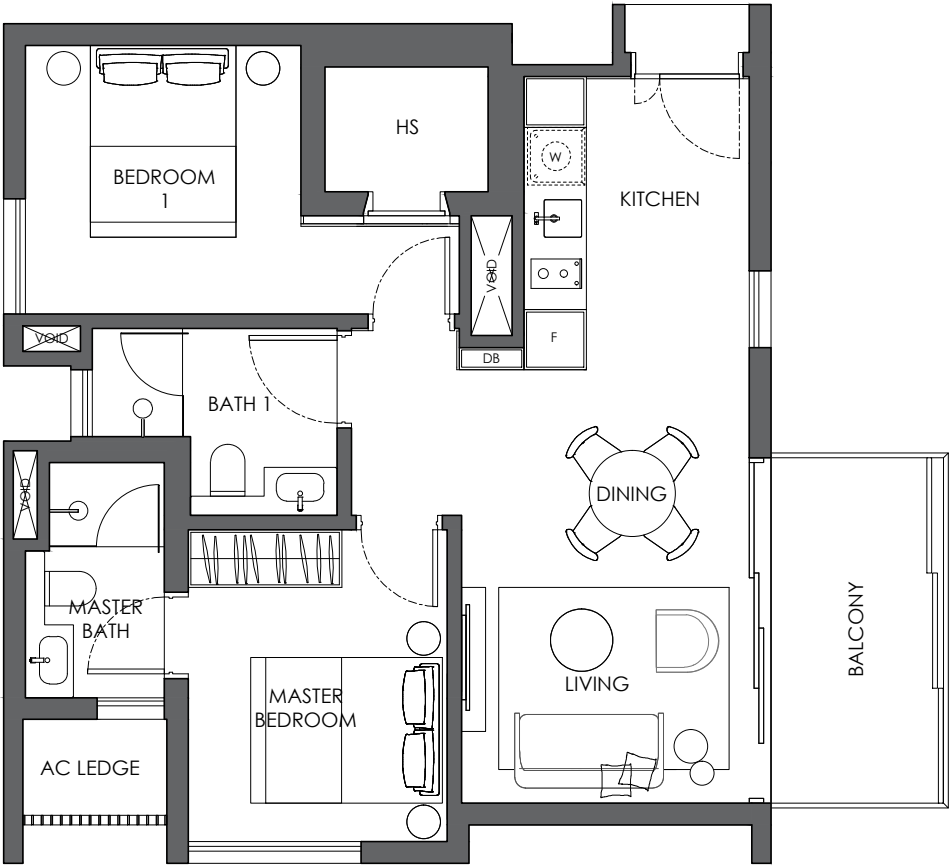 HS
BEDROOM
1
W
KITCHEN
VOID
VOID
F
DB
BATH 1
VOID
DINING
MASTER
BATH
BALCONY
LIVING
MASTER
BEDROOM
AC LEDGE